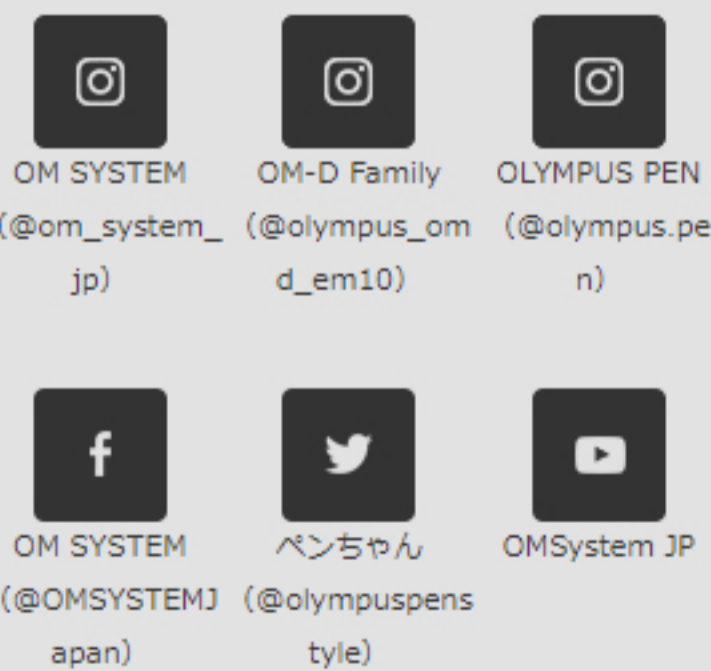 OM SYSTEM
(@om_system_
jp)
OM-D Family
(@olympus_om
d_em10)
OLYMPUS PEN
(@olympus.pe
n)
OM SYSTEM
(@OMSYSTEMJ
apan)
ペンちゃん
(@olympuspens
tyle)
OMSystem JP